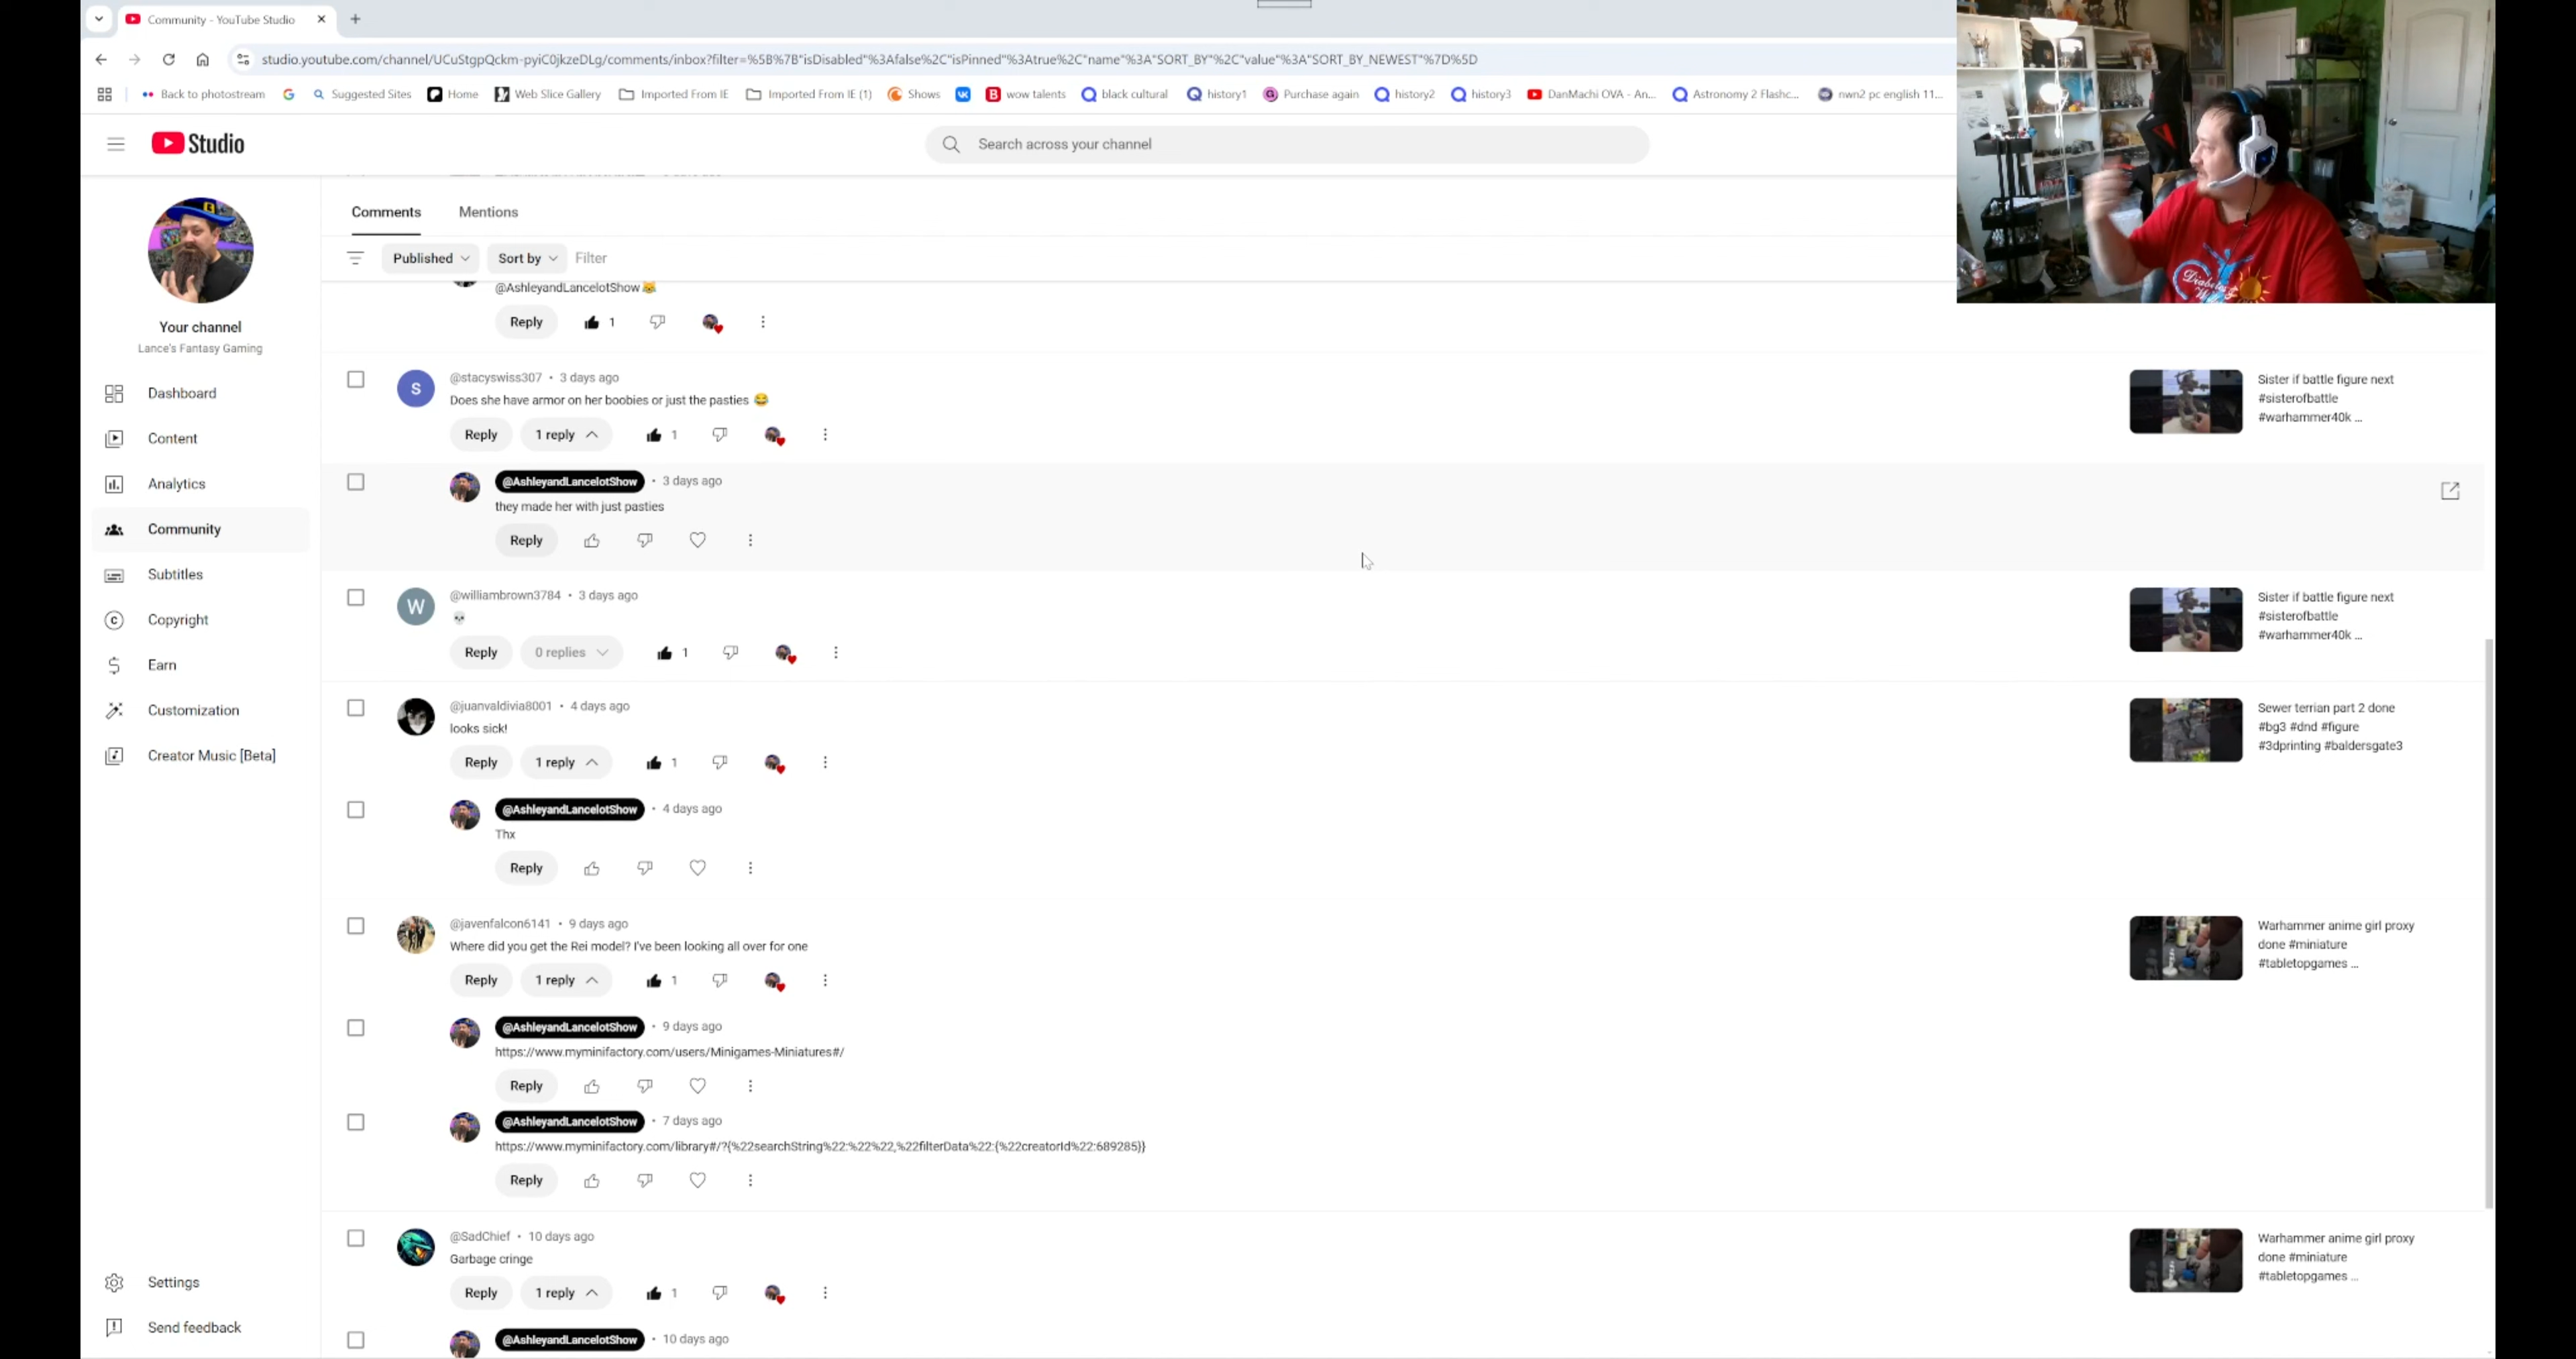 Community - YouTube Studio
studio.youtube.com/channel/UCuStgpQckm-pyiC0jkzeDLg/comments/inbox?filter=%5B%7B"isDisabled"%3Afalse%2C"isPinned"%3Atrue%2C"name"%3A"SORT_BY"%2C"value"%3A"SORT_BY_NEWEST"%7D%5D
Back to photostream
Suggested Sites
Home
Web Slice Gallery
Imported From IE
Imported From IE (1)
Shows
wow talents
black cultural
history1
Purchase again
history2
history3
DanMachi OVA - An...
Astronomy 2 Flashc...
nwn2 pc english 11...
Studio
Search across your channel
Your channel
Lance's Fantasy Gaming
Dashboard
Content
Analytics
Community
Subtitles
Copyright
Earn
Customization
Creator Music [Beta]
Settings
Send feedback
Comments
Mentions
Published
Sort by
Filter
@AshleyandLancelotShow😹
Reply
1
@stacyswiss307 • 3 days ago
Does she have armor on her boobies or just the pasties 😂
Reply
1 reply
1
Sister if battle figure next
#sisterofbattle
#warhammer40k ...
@AshleyandLancelotShow • 3 days ago
they made her with just pasties
Reply
@williambrown3784 • 3 days ago
💀
Reply
0 replies
1
Sister if battle figure next
#sisterofbattle
#warhammer40k ...
@juanvaldivia8001 • 4 days ago
looks sick!
Reply
1 reply
1
Sewer terrian part 2 done
#bg3 #dnd #figure
#3dprinting #baldersgate3
@AshleyandLancelotShow • 4 days ago
Thx
Reply
@javenfalcon6141 • 9 days ago
Where did you get the Rei model? I've been looking all over for one
Reply
1 reply
1
Warhammer anime girl proxy
done #miniature
#tabletopgames ...
@AshleyandLancelotShow • 9 days ago
https://www.myminifactory.com/users/Minigames-Miniatures#/
Reply
@AshleyandLancelotShow • 7 days ago
https://www.myminifactory.com/library#/?{%22searchString%22:%22%22,%22filterData%22:{%22creatorId%22:689285}}
Reply
@SadChief • 10 days ago
Garbage cringe
Reply
1 reply
1
Warhammer anime girl proxy
done #miniature
#tabletopgames ...
@AshleyandLancelotShow • 10 days ago